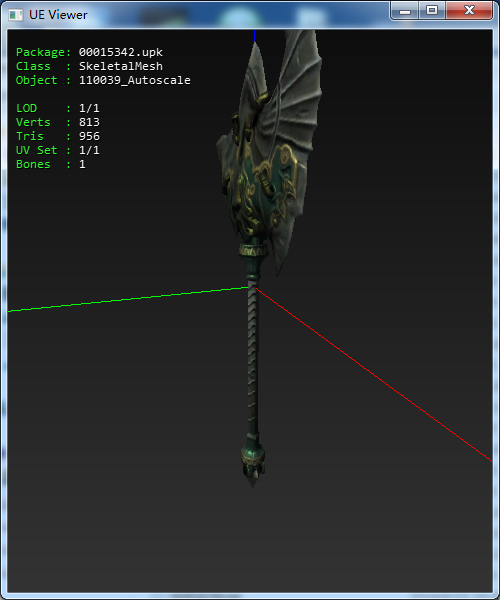 UE Viewer
Package: 00015342.upk
Class : SkeletalMesh
Object : 110039_Autoscale
LOD : 1/1
Verts : 813
Tris : 956
UV Set : 1/1
Bones : 1